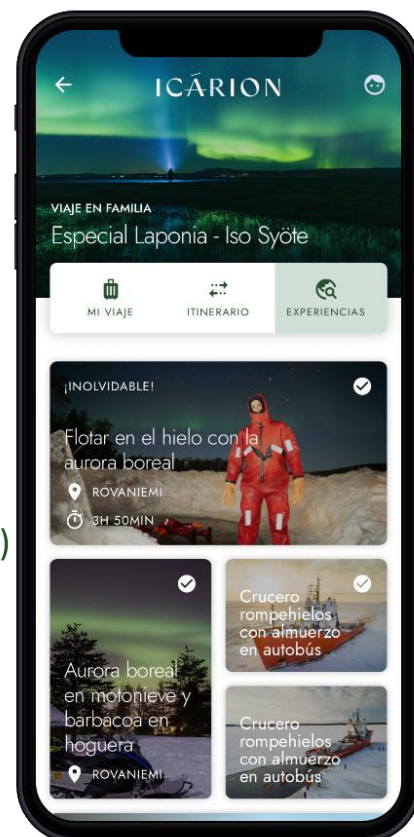 ICÁRION
VIAJE EN FAMILIA
Especial Laponia - Iso Syöte
MI VIAJE
ITINERARIO
EXPERIENCIAS
¡INOLVIDABLE!
Flotar en el hielo con la
aurora boreal
ROVANIEMI
3H 50MIN
)
Aurora boreal
en motonieve y
barbacoa en
hoguera
ROVANIEMI
Crucero
rompehielos
con almuerzo
en autobús
Crucero
rompehielos
con almuerzo
en autobús